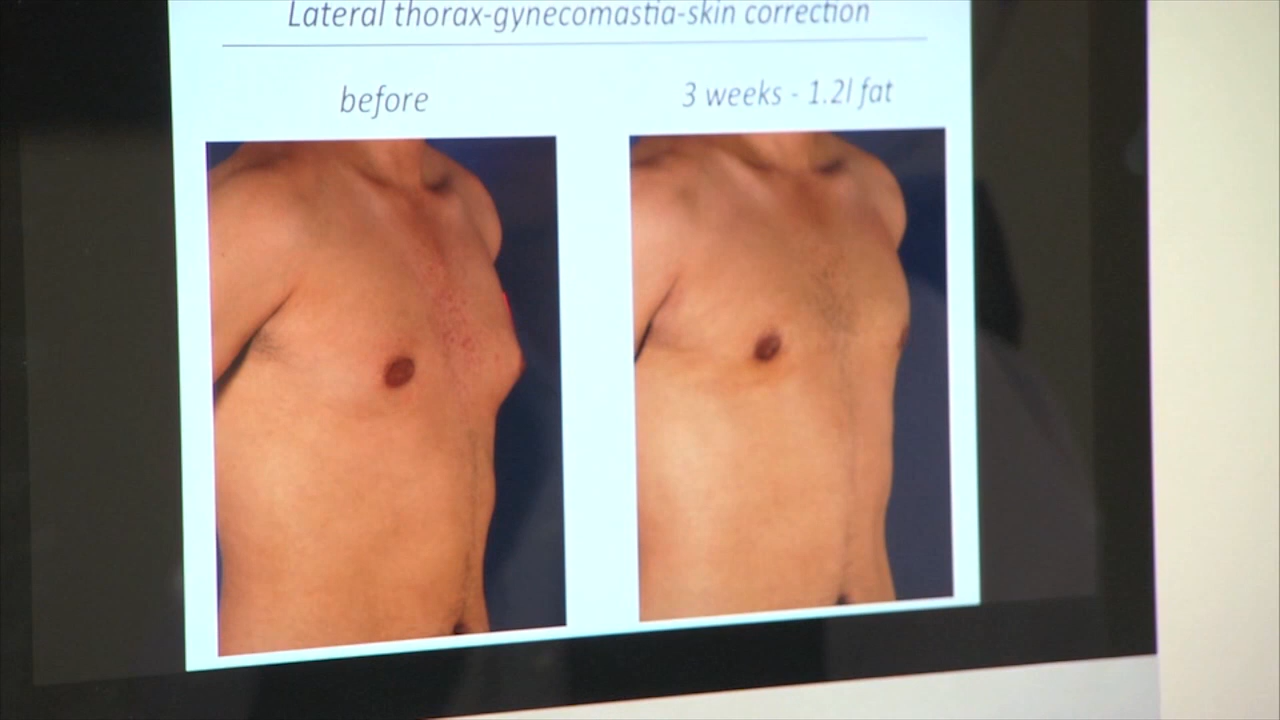 Lateral thorax-gynecomastia-skin correction
before
3 weeks - 1.2l fat